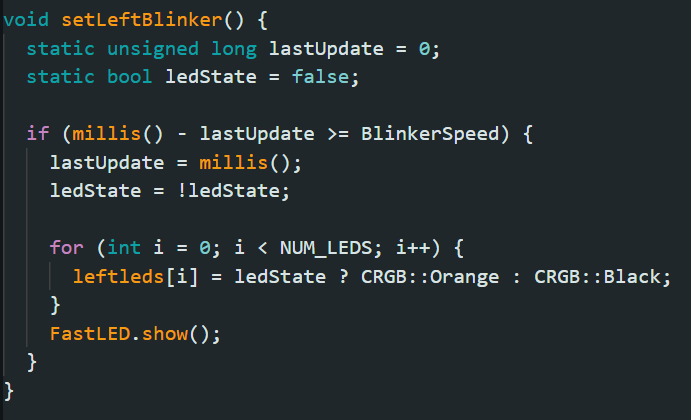 void setLeftBlinker() {
  static unsigned long lastUpdate = 0;
  static bool ledState = false;

  if (millis() - lastUpdate >= BlinkerSpeed) {
    lastUpdate = millis();
    ledState = !ledState;

    for (int i = 0; i < NUM_LEDS; i++) {
      leftleds[i] = ledState ? CRGB::Orange : CRGB::Black;
    }
    FastLED.show();
  }
}